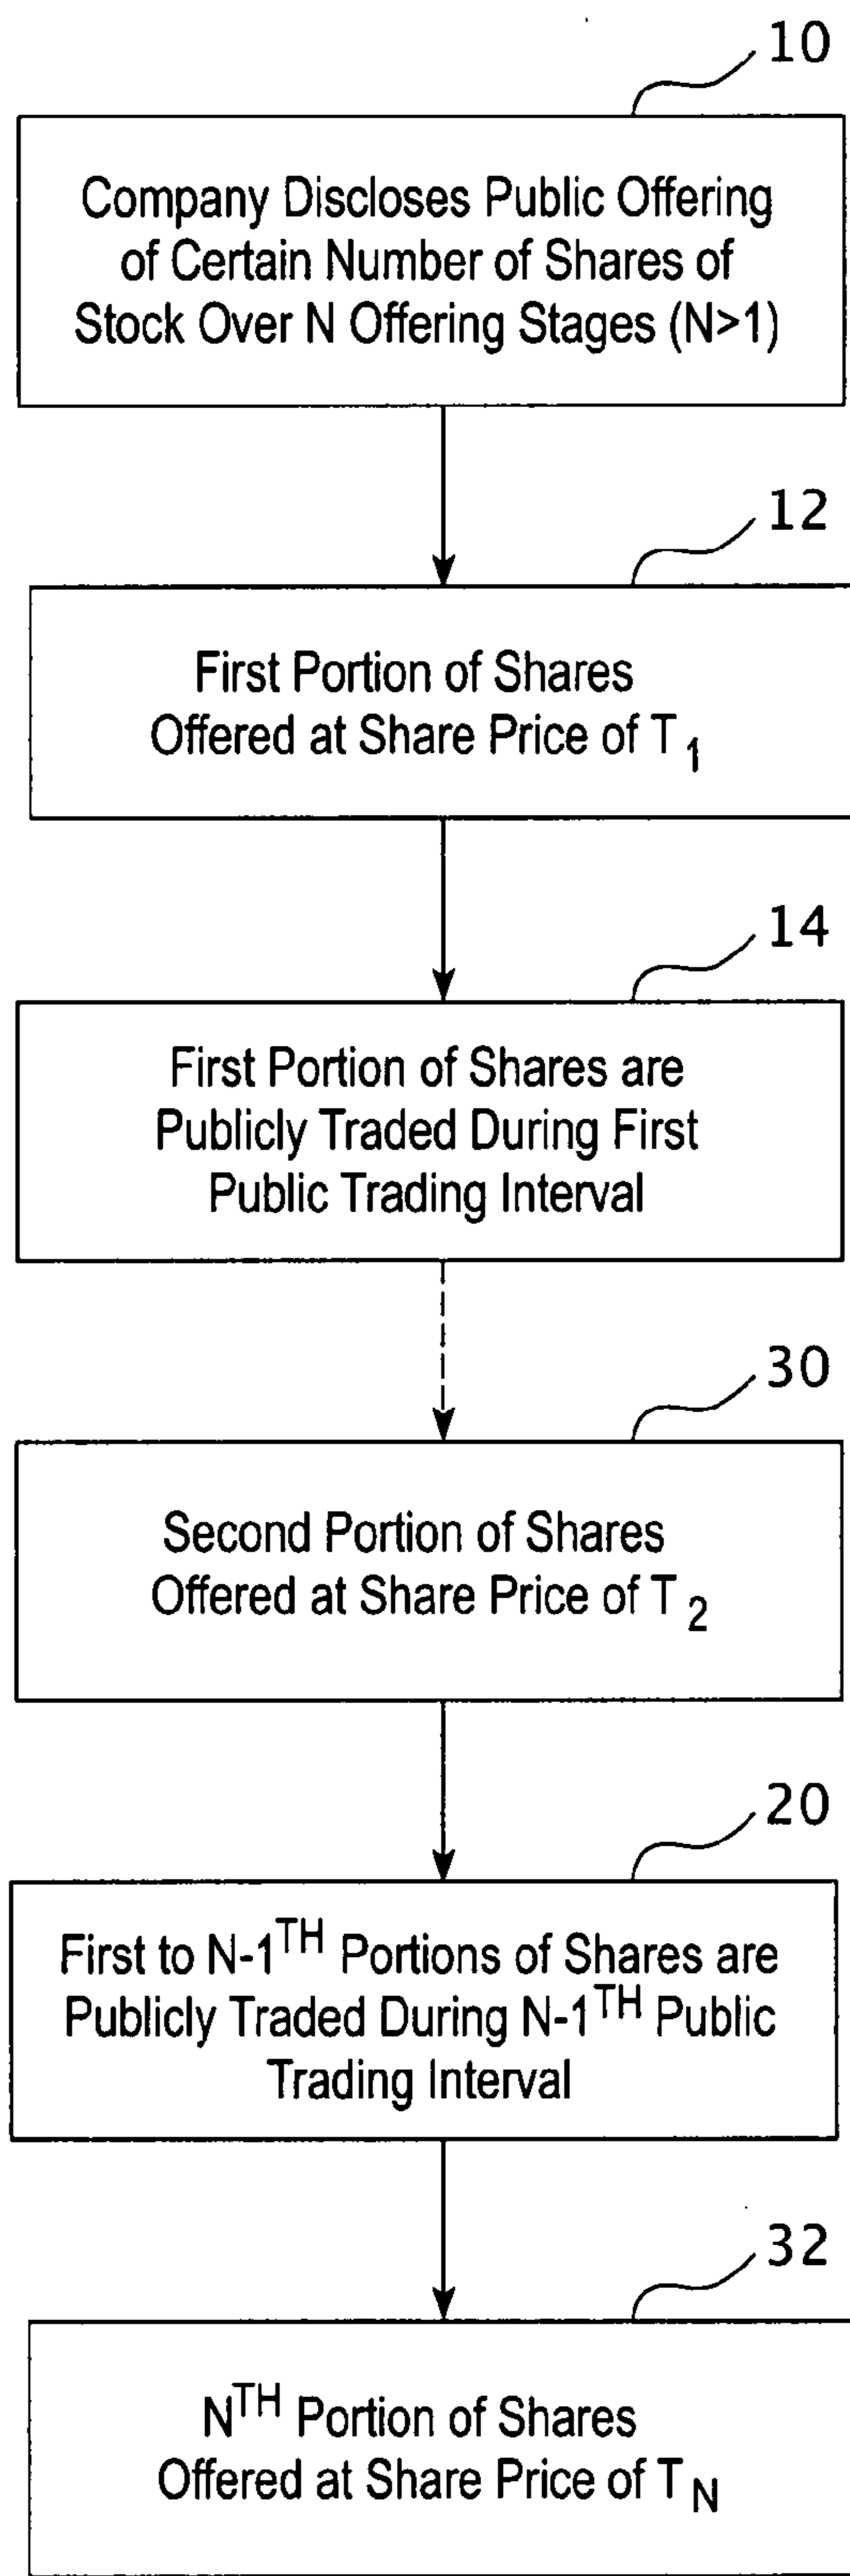 10
Company Discloses Public Offering
of Certain Number of Shares of
Stock Over N Offering Stages (N>1)
12
First Portion of Shares
Offered at Share Price of T₁
14
First Portion of Shares are
Publicly Traded During First
Public Trading Interval
30
Second Portion of Shares
Offered at Share Price of T₂
20
First to N-1TH Portions of Shares are
Publicly Traded During N-1TH Public
Trading Interval
32
NTH Portion of Shares
Offered at Share Price of TN